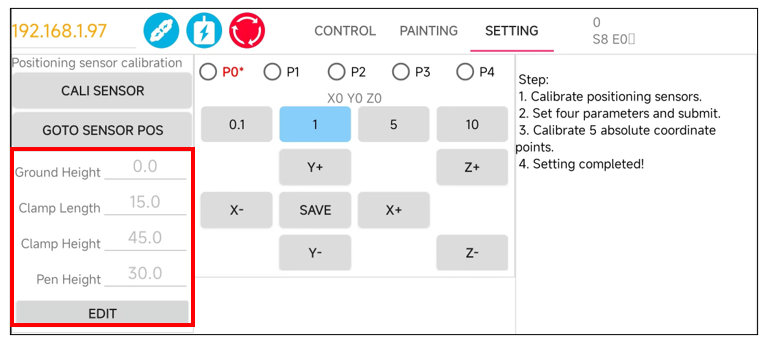 192.168.1.97
CONTROL PAINTING SETTING
0
S8 E0
Positioning sensor calibration
CALI SENSOR
GOTO SENSOR POS
Ground Height 0.0
Clamp Length 15.0
Clamp Height 45.0
Pen Height 30.0
EDIT
P0* P1 P2 P3 P4
X0 Y0 Z0
0.1 1 5 10
Y+ Z+
X- SAVE X+
Y- Z-
Step:
1. Calibrate positioning sensors.
2. Set four parameters and submit.
3. Calibrate 5 absolute coordinate
points.
4. Setting completed!